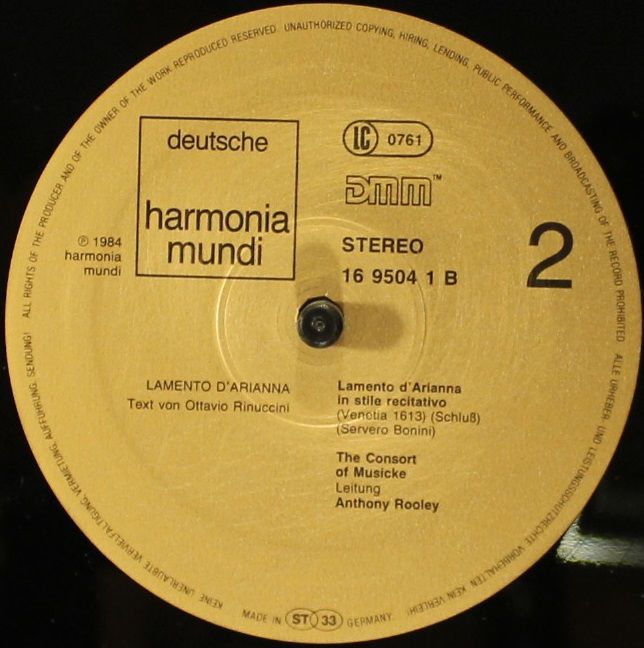 ALL RIGHTS OF THE PRODUCER AND OF THE OWNER OF THE WORK REPRODUCED RESERVED. UNAUTHORIZED COPYING, HIRING, LENDING, PUBLIC PERFORMANCE AND BROADCASTING OF THE RECORD PROHIBITED
ALLE URHEBER- UND LEISTUNGSSCHUTZRECHTE VORBEHALTEN. KEIN VERLEIH!
KEINE UNERLAUBTE VERVIELFÄLTIGUNG, VERMIETUNG, AUFFÜHRUNG, SENDUNG!
deutsche
harmonia
mundi
℗ 1984
harmonia
mundi
LC 0761
DMM™
STEREO
16 9504 1 B
2
LAMENTO D'ARIANNA
Text von Ottavio Rinuccini
Lamento d'Arianna
in stile recitativo
(Venetia 1613) (Schluß)
(Servero Bonini)
The Consort
of Musicke
Leitung
Anthony Rooley
MADE IN ST 33 GERMANY